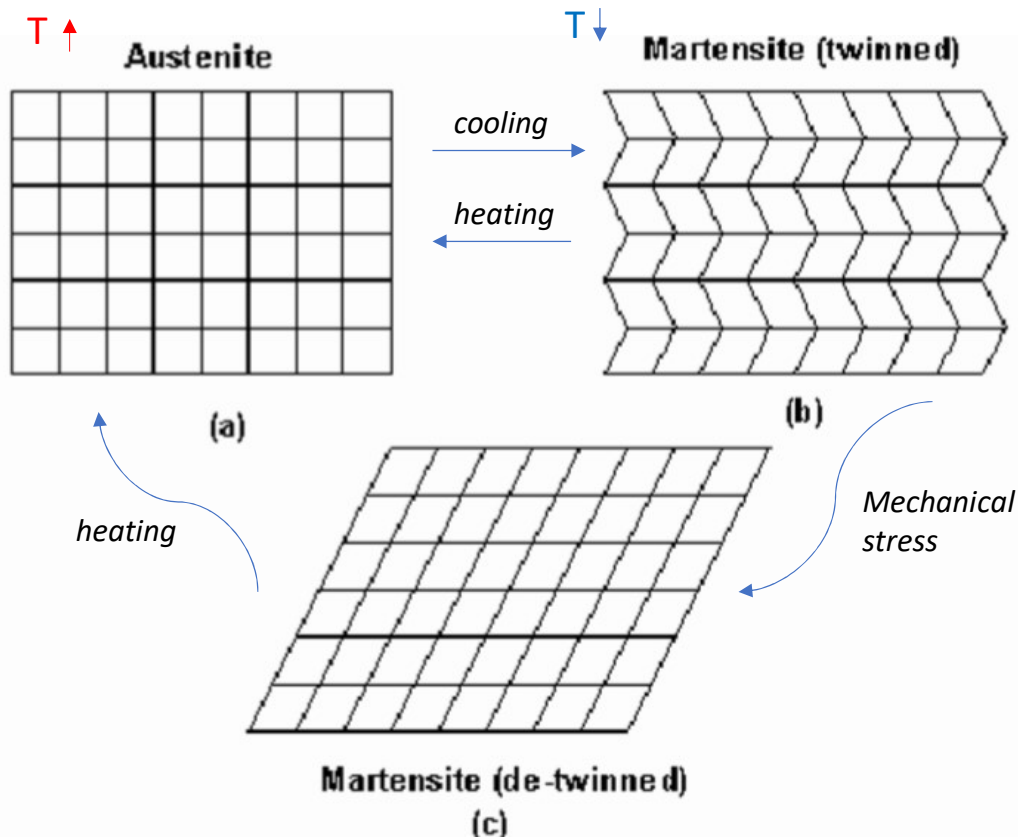 T
T
Austenite
Martensite (twinned)
cooling
heating
(a)
(b)
heating
Mechanical
stress
Martensite (de-twinned)
(c)